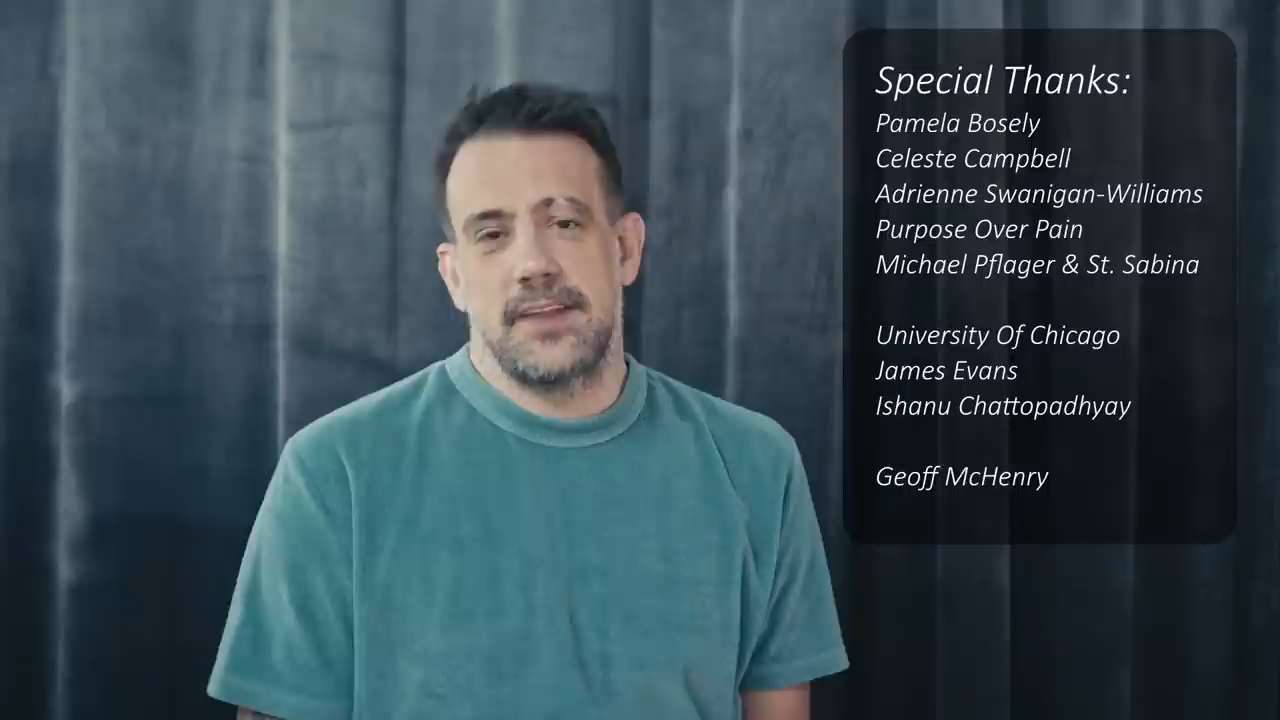 Special Thanks:
Pamela Bosely
Celeste Campbell
Adrienne Swanigan-Williams
Purpose Over Pain
Michael Pflager & St. Sabina
University Of Chicago
James Evans
Ishanu Chattopadhyay
Geoff McHenry